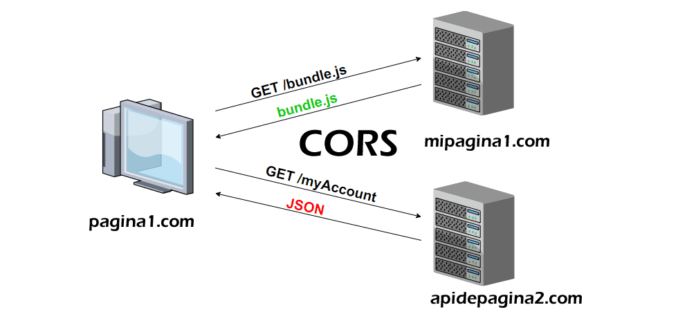 GET /bundle.js
bundle.js
CORS
mipagina1.com
GET /myAccount
JSON
pagina1.com
apidepagina2.com